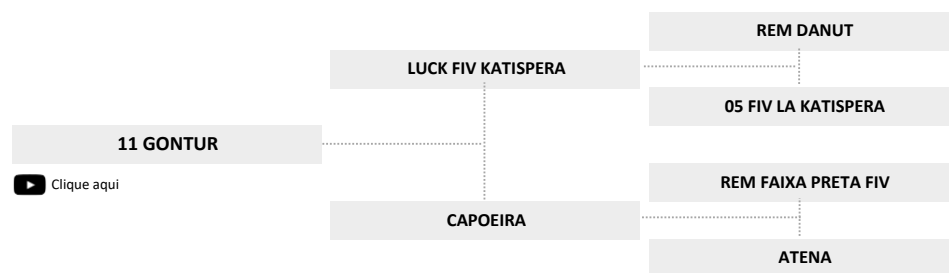 REM DANUT
LUCK FIV KATISPERA
05 FIV LA KATISPERA
11 GONTUR
Clique aqui
REM FAIXA PRETA FIV
CAPOEIRA
ATENA